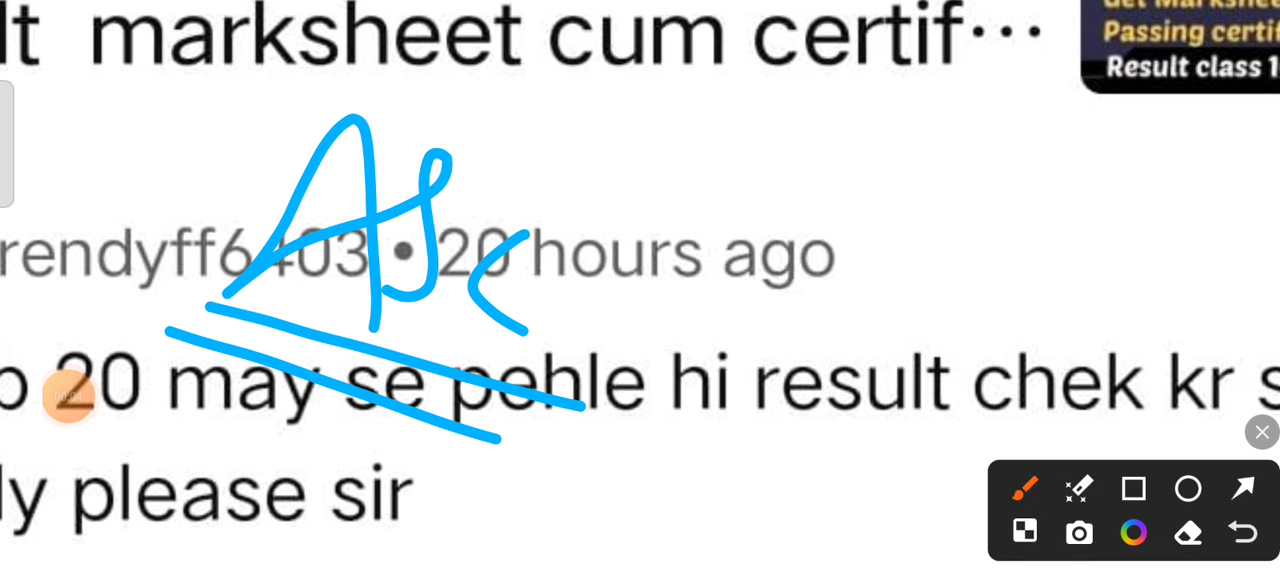 lt marksheet cum certif...
Passing certif
Result class 1
rendyff6403 • 20 hours ago
ASC
20 may se pehle hi result chek kr s
ly please sir